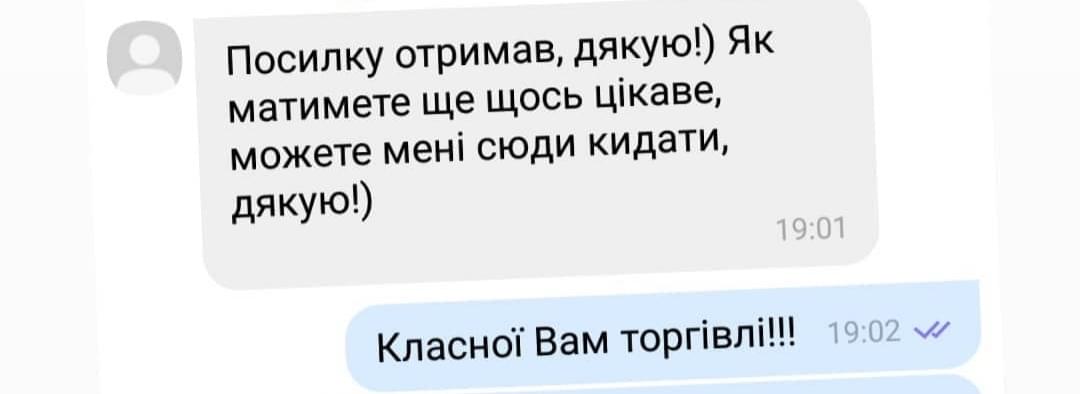 Посилку отримав, дякую!) Як
матимете ще щось цікаве,
можете мені сюди кидати,
дякую!)
19:01
Класної Вам торгівлі!!! 19:02